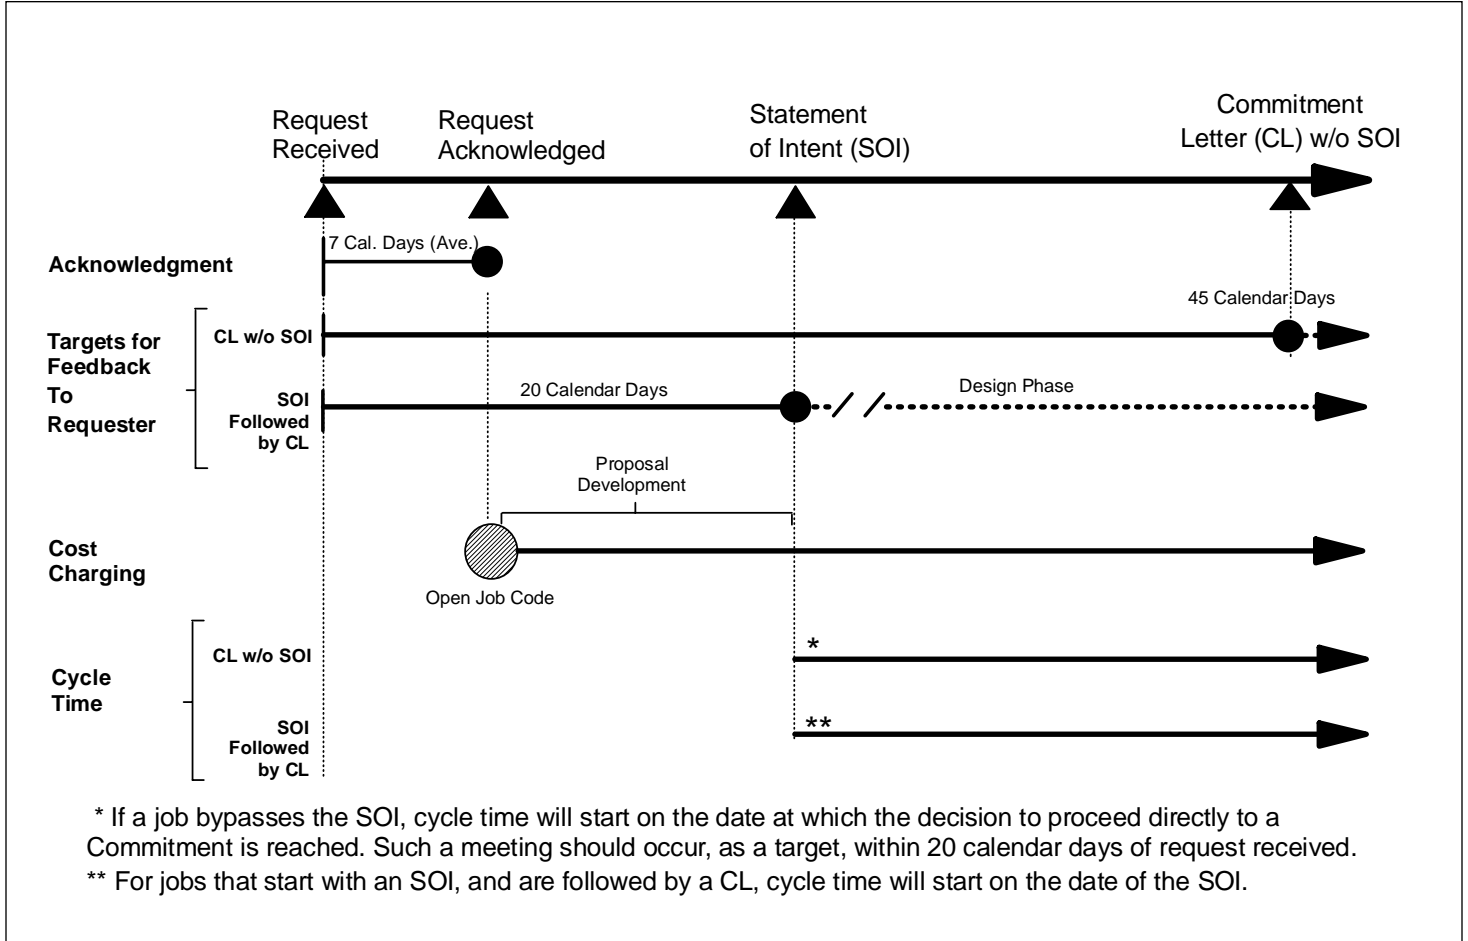 Request
Received
Request
Acknowledged
Statement
of Intent (SOI)
Commitment
Letter (CL) w/o SOI
Acknowledgment
7 Cal. Days (Ave.)
Targets for
Feedback
To
Requester
CL w/o SOI
45 Calendar Days
SOI
Followed
by CL
20 Calendar Days
Design Phase
Proposal
Development
Cost
Charging
Open Job Code
Cycle
Time
CL w/o SOI
*
SOI
Followed
by CL
**
* If a job bypasses the SOI, cycle time will start on the date at which the decision to proceed directly to a
Commitment is reached. Such a meeting should occur, as a target, within 20 calendar days of request received.
** For jobs that start with an SOI, and are followed by a CL, cycle time will start on the date of the SOI.